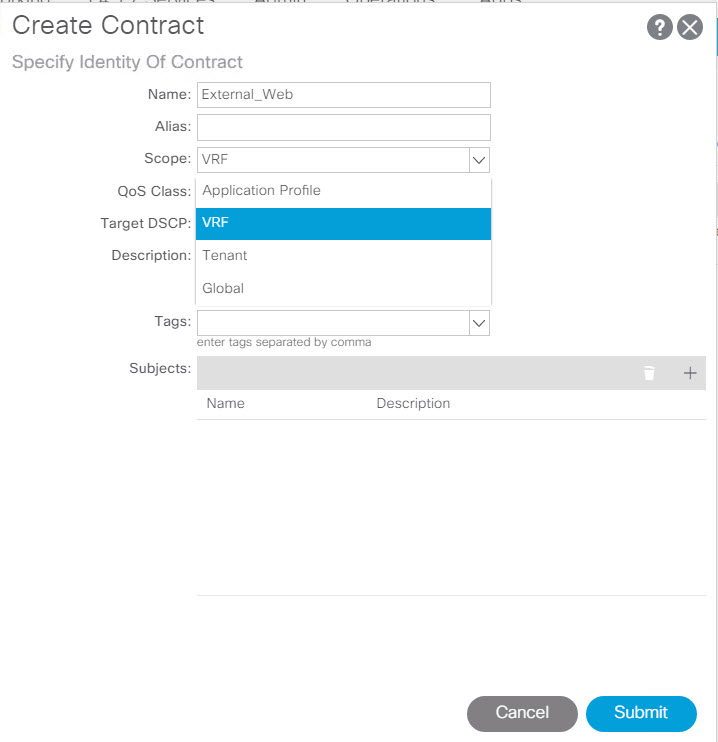 Create Contract
?
Specify Identity Of Contract
Name: External_Web
Alias:
Scope: VRF
QoS Class: Application Profile
Target DSCP: VRF
Description: Tenant
Global
Tags:
enter tags separated by comma
Subjects:
Name Description
Cancel Submit